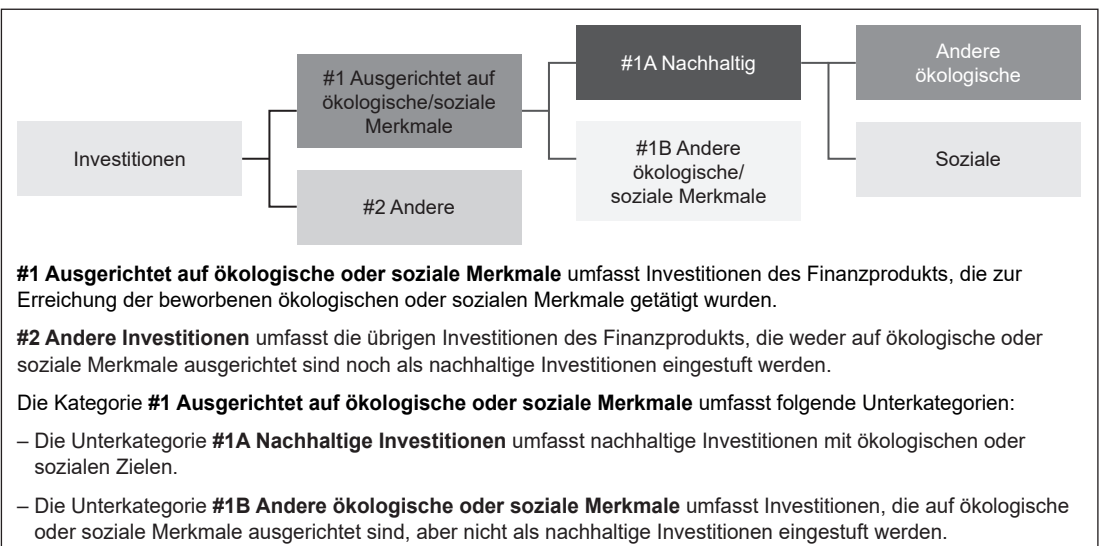 Investitionen
#1 Ausgerichtet auf
ökologische/soziale
Merkmale
#2 Andere
#1A Nachhaltig
#1B Andere
ökologische/
soziale Merkmale
Andere
ökologische
Soziale
#1 Ausgerichtet auf ökologische oder soziale Merkmale umfasst Investitionen des Finanzprodukts, die zur
Erreichung der beworbenen ökologischen oder sozialen Merkmale getätigt wurden.
#2 Andere Investitionen umfasst die übrigen Investitionen des Finanzprodukts, die weder auf ökologische oder
soziale Merkmale ausgerichtet sind noch als nachhaltige Investitionen eingestuft werden.
Die Kategorie #1 Ausgerichtet auf ökologische oder soziale Merkmale umfasst folgende Unterkategorien:
– Die Unterkategorie #1A Nachhaltige Investitionen umfasst nachhaltige Investitionen mit ökologischen oder
sozialen Zielen.
– Die Unterkategorie #1B Andere ökologische oder soziale Merkmale umfasst Investitionen, die auf ökologische
oder soziale Merkmale ausgerichtet sind, aber nicht als nachhaltige Investitionen eingestuft werden.